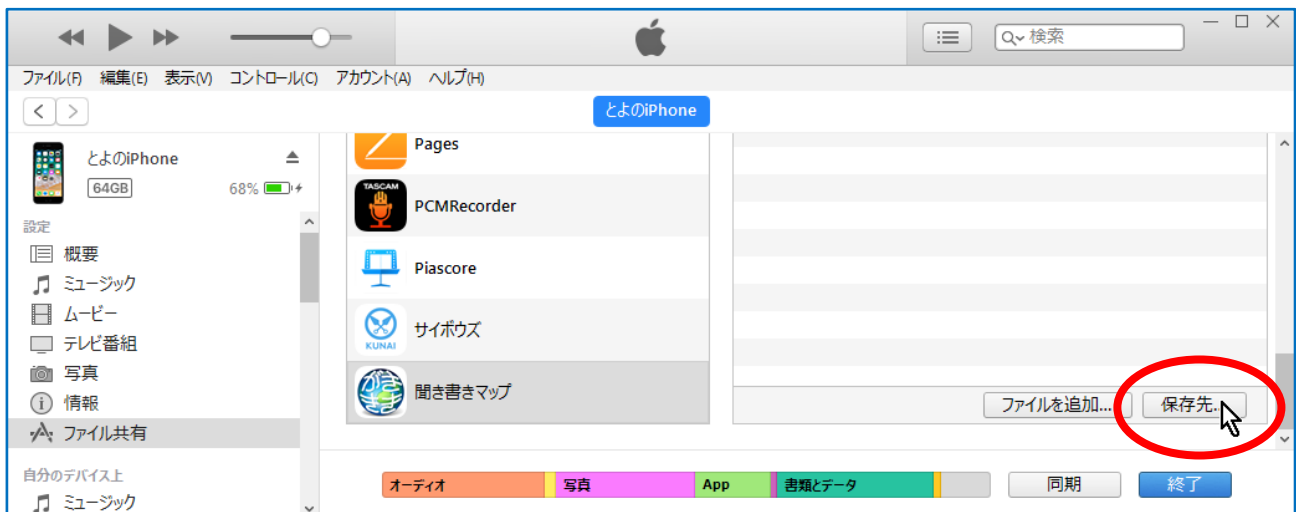 検索
ファイル(F) 編集(E) 表示(V) コントロール(C) アカウント(A) ヘルプ(H)
とよのiPhone
とよのiPhone
64GB 68%
設定
概要
ミュージック
ムービー
テレビ番組
写真
情報
ファイル共有
自分のデバイス上
ミュージック
Pages
TASCAM
PCMRecorder
Piascore
KUNAI
サイボウズ
聞き書きマップ
ファイルを追加... 保存先...
オーディオ 写真 App 書類とデータ 同期 終了